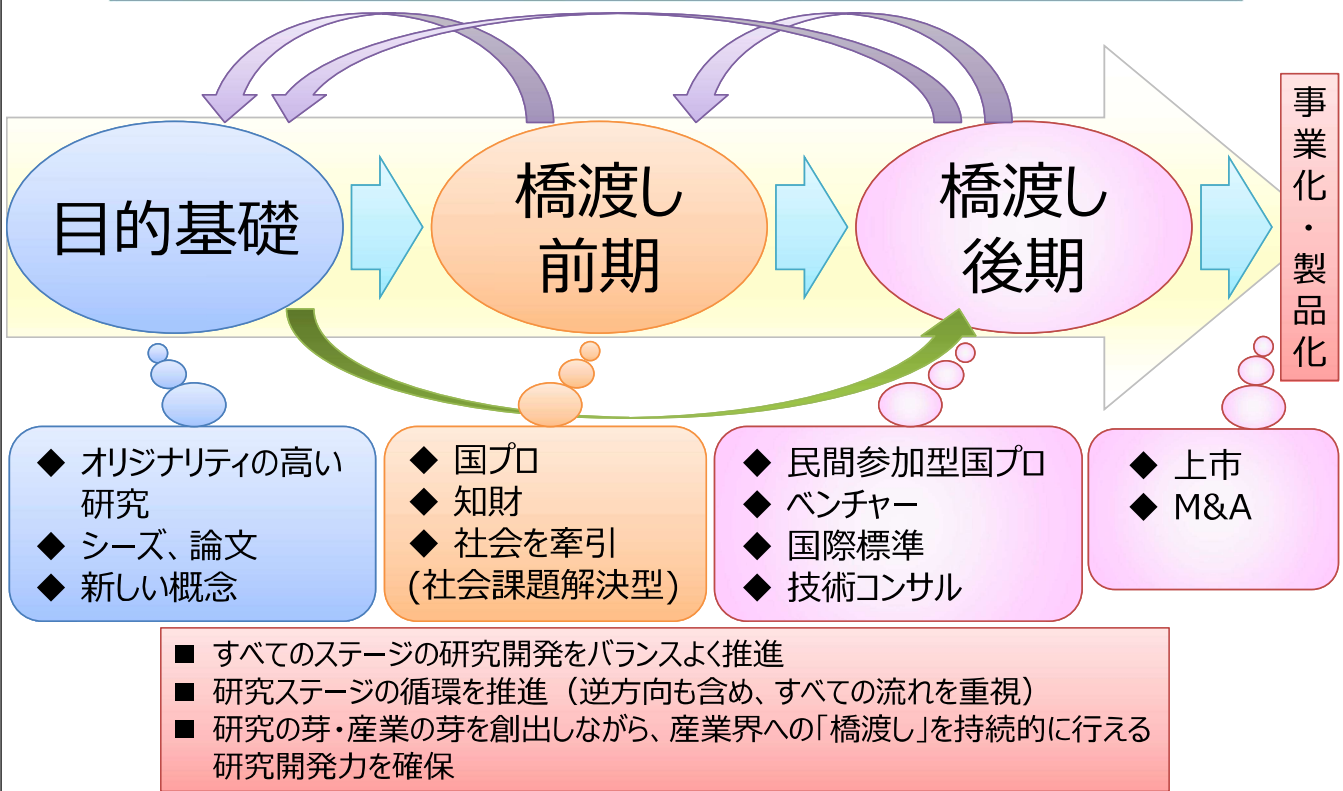 目的基礎
橋渡し
前期
橋渡し
後期
事業化・製品化
◆ オリジナリティの高い
研究
◆ シーズ、論文
◆ 新しい概念
◆ 国プロ
◆ 知財
◆ 社会を牽引
(社会課題解決型)
◆ 民間参加型国プロ
◆ ベンチャー
◆ 国際標準
◆ 技術コンサル
◆ 上市
◆ M&A
■ すべてのステージの研究開発をバランスよく推進
■ 研究ステージの循環を推進（逆方向も含め、すべての流れを重視）
■ 研究の芽・産業の芽を創出しながら、産業界への「橋渡し」を持続的に行える
研究開発力を確保